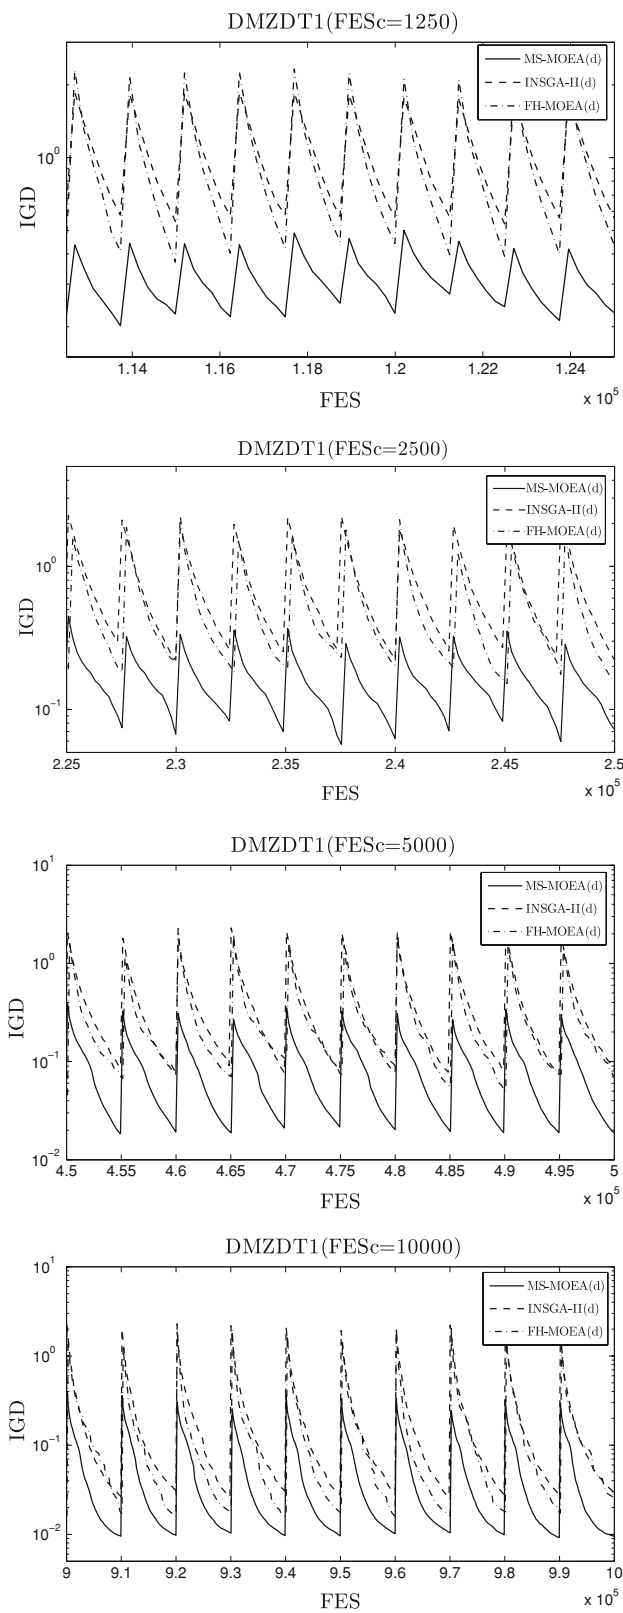 DMZDT1(FESc=1250)
MS-MOEA(d)
INSGA-II(d)
FH-MOEA(d)
10^0
IGD
1.14 1.16 1.18 1.2 1.22 1.24
x 10^5
FES
DMZDT1(FESc=2500)
MS-MOEA(d)
INSGA-II(d)
FH-MOEA(d)
10^0
IGD
10^-1
2.25 2.3 2.35 2.4 2.45 2.5
x 10^5
FES
DMZDT1(FESc=5000)
10^1
MS-MOEA(d)
INSGA-II(d)
FH-MOEA(d)
10^0
IGD
10^-1
10^-2
4.5 4.55 4.6 4.65 4.7 4.75 4.8 4.85 4.9 4.95 5
x 10^5
FES
DMZDT1(FESc=10000)
10^1
MS-MOEA(d)
INSGA-II(d)
FH-MOEA(d)
10^0
IGD
10^-1
10^-2
9 9.1 9.2 9.3 9.4 9.5 9.6 9.7 9.8 9.9 10
x 10^5
FES